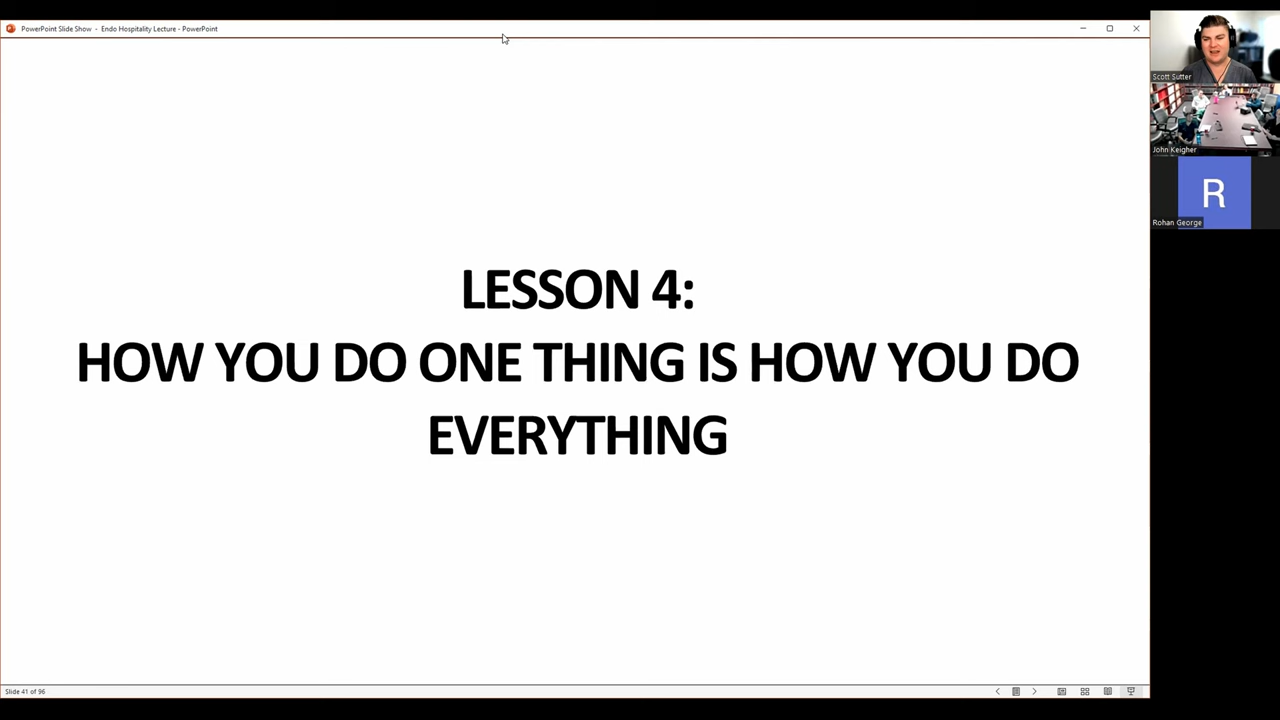 PowerPoint Slide Show - Endo Hospitality Lecture - PowerPoint
Scott Sutter
John Keigher
R
Rohan George
LESSON 4:
HOW YOU DO ONE THING IS HOW YOU DO
EVERYTHING
Slide 41 of 96